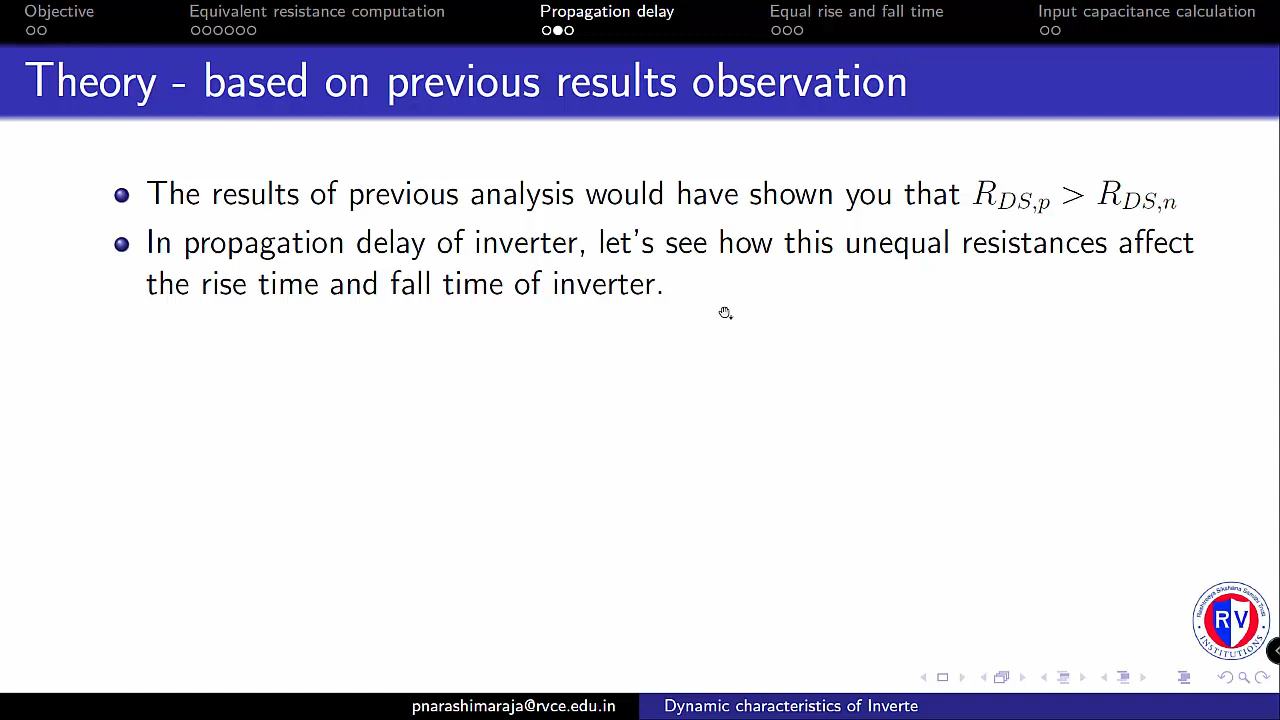 Objective Equivalent resistance computation Propagation delay Equal rise and fall time Input capacitance calculation
Theory - based on previous results observation
The results of previous analysis would have shown you that R_{DS,p} > R_{DS,n}
In propagation delay of inverter, let's see how this unequal resistances affect
the rise time and fall time of inverter.
RV
INSTITUTIONS
pnarashimaraja@rvce.edu.in Dynamic characteristics of Inverte